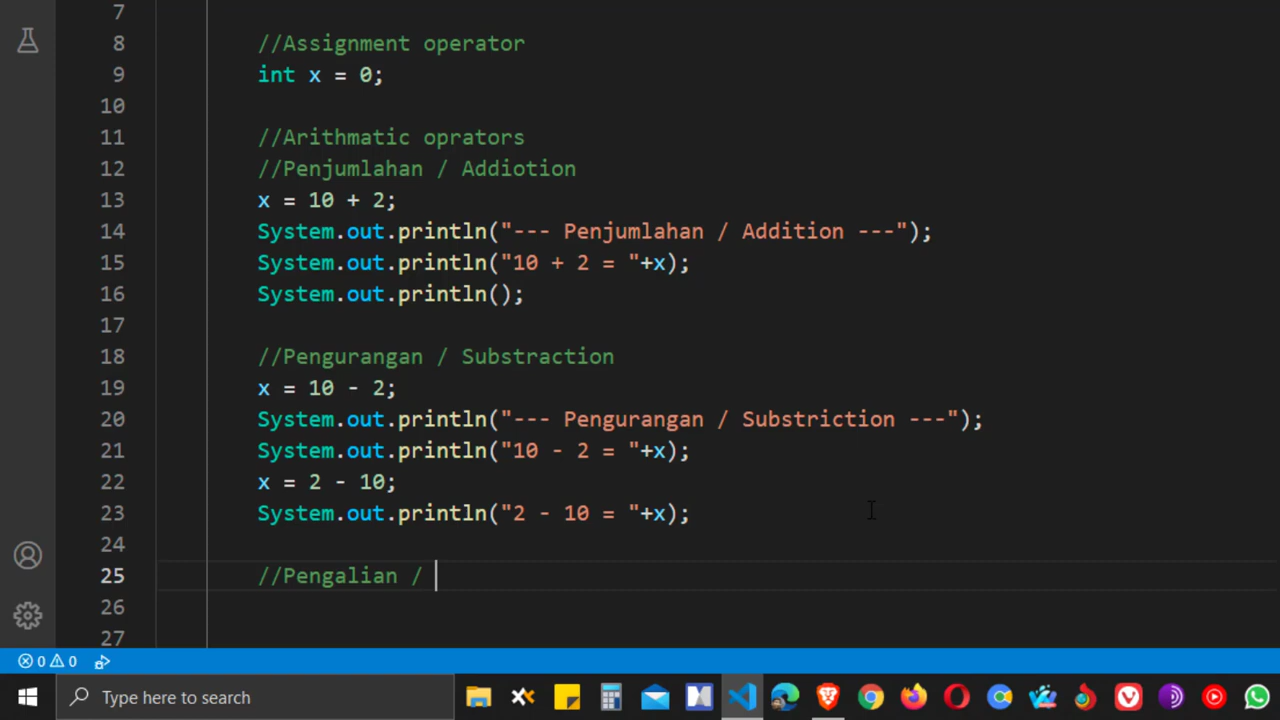 7
8 //Assignment operator
9 int x = 0;
10
11 //Arithmatic oprators
12 //Penjumlahan / Addiotion
13 x = 10 + 2;
14 System.out.println("--- Penjumlahan / Addition ---");
15 System.out.println("10 + 2 = "+x);
16 System.out.println();
17
18 //Pengurangan / Substraction
19 x = 10 - 2;
20 System.out.println("--- Pengurangan / Substriction ---");
21 System.out.println("10 - 2 = "+x);
22 x = 2 - 10;
23 System.out.println("2 - 10 = "+x);
24
25 //Pengalian /
26
27
0 0
Type here to search